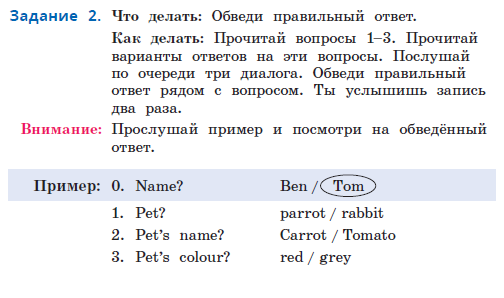 Задание 2. Что делать: Обведи правильный ответ.
Как делать: Прочитай вопросы 1–3. Прочитай
варианты ответов на эти вопросы. Послушай
по очереди три диалога. Обведи правильный
ответ рядом с вопросом. Ты услышишь запись
два раза.
Внимание: Прослушай пример и посмотри на обведённый
ответ.
Пример: 0. Name? Ben / Tom
1. Pet? parrot / rabbit
2. Pet's name? Carrot / Tomato
3. Pet's colour? red / grey